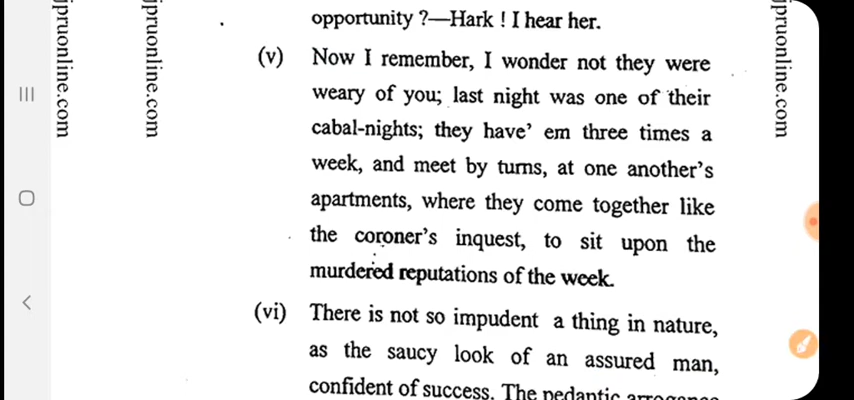 jpruonline.com
jpruonline.com
jpruonline.com
opportunity ?—Hark ! I hear her.
(v) Now I remember, I wonder not they were
weary of you; last night was one of their
cabal-nights; they have' em three times a
week, and meet by turns, at one another's
apartments, where they come together like
the coroner's inquest, to sit upon the
murdered reputations of the week.
(vi) There is not so impudent a thing in nature,
as the saucy look of an assured man,
confident of success. The pedantic arrogance